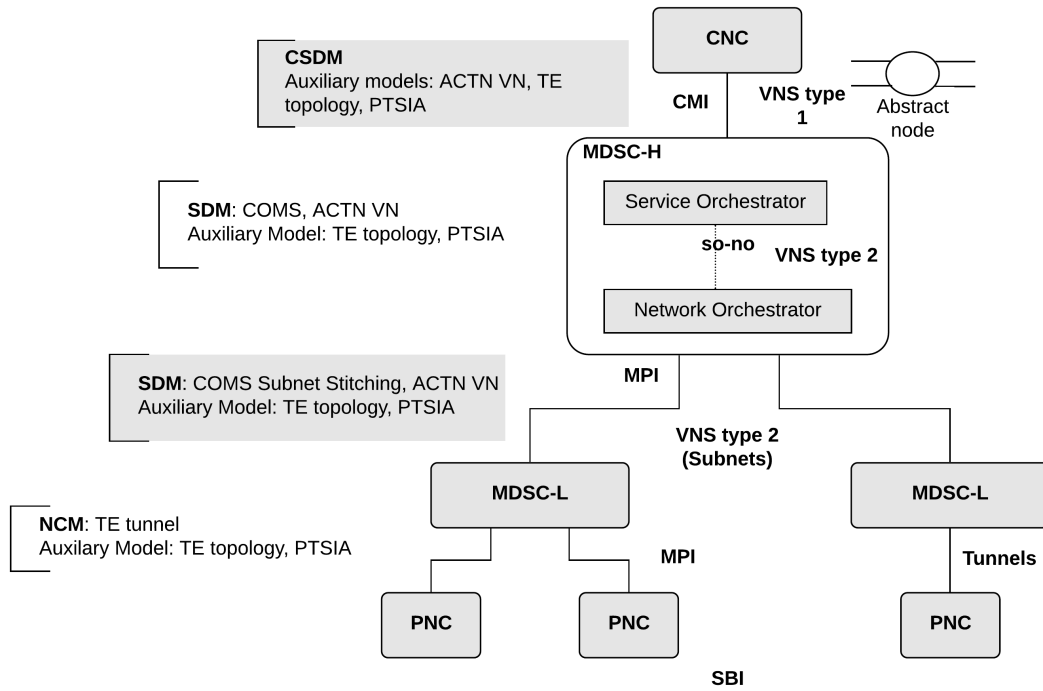 CNC
CSDM
Auxiliary models: ACTN VN, TE
topology, PTSIA
CMI
VNS type
1
Abstract
node
MDSC-H
SDM: COMS, ACTN VN
Auxiliary Model: TE topology, PTSIA
Service Orchestrator
so-no
VNS type 2
Network Orchestrator
SDM: COMS Subnet Stitching, ACTN VN
Auxiliary Model: TE topology, PTSIA
MPI
VNS type 2
(Subnets)
MDSC-L
MDSC-L
NCM: TE tunnel
Auxilary Model: TE topology, PTSIA
MPI
Tunnels
PNC
PNC
PNC
SBI